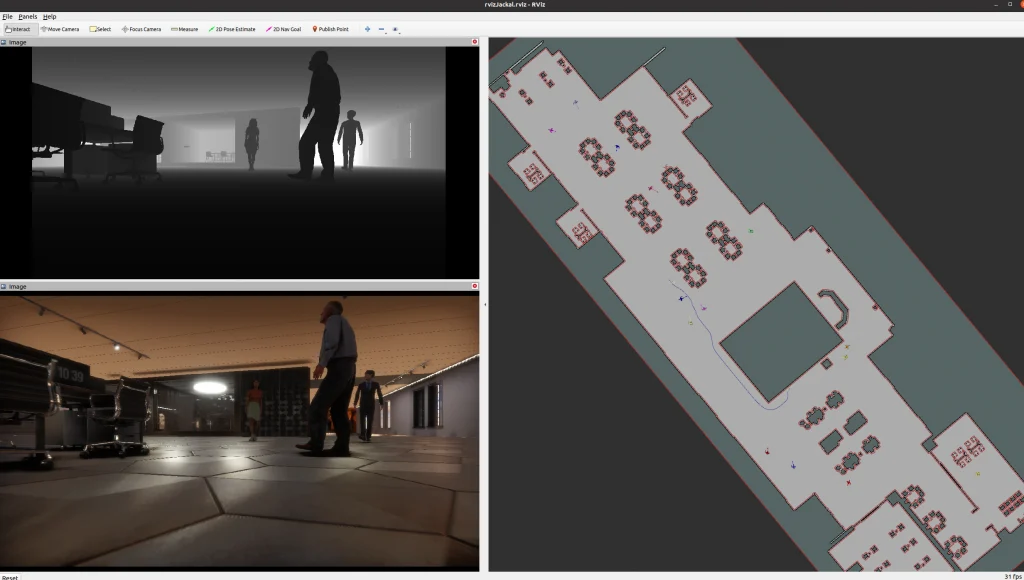 rvizJackal.rviz - RViz
File Panels Help
Interact Move Camera Select Focus Camera Measure 2D Pose Estimate 2D Nav Goal Publish Point
Image
Image
10 39
Reset
31 fps